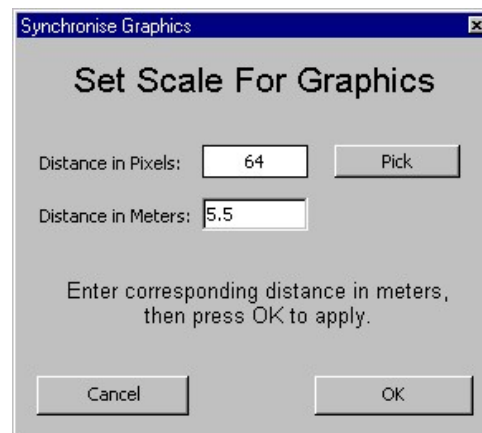 Synchronise Graphics
Set Scale For Graphics
Distance in Pixels: 64 Pick
Distance in Meters: 5.5
Enter corresponding distance in meters,
then press OK to apply.
Cancel OK